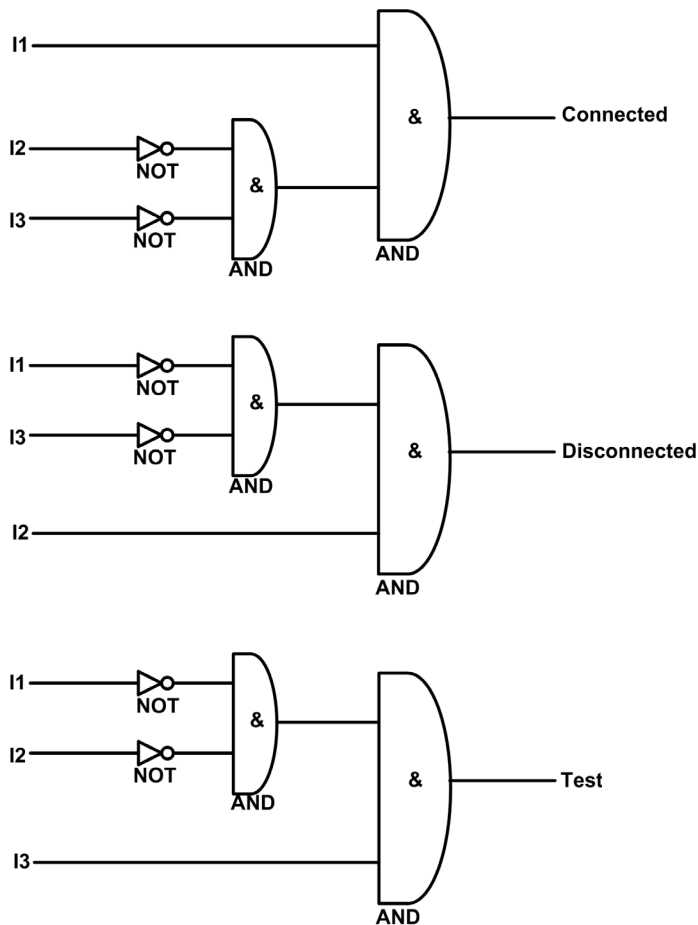 I1
&
Connected
I2
NOT
&
I3
NOT
AND
AND
I1
NOT
&
I3
NOT
&
Disconnected
AND
I2
AND
I1
NOT
&
I2
NOT
&
Test
AND
I3
AND